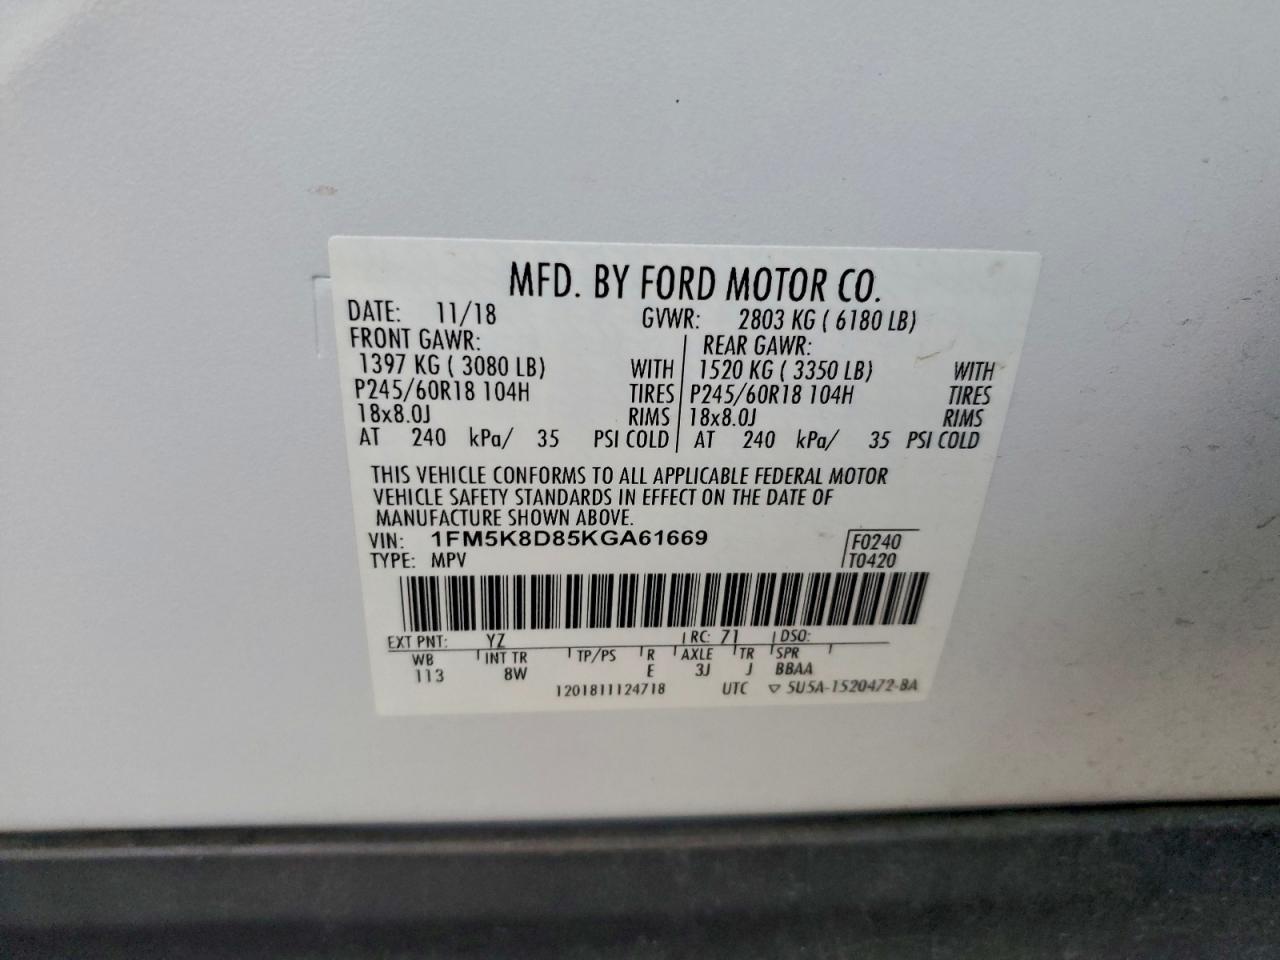 MFD. BY FORD MOTOR CO.
DATE: 11/18 GVWR: 2803 KG ( 6180 LB)
FRONT GAWR: REAR GAWR:
1397 KG ( 3080 LB) WITH 1520 KG ( 3350 LB) WITH
P245/60R18 104H TIRES P245/60R18 104H TIRES
18x8.0J RIMS 18x8.0J RIMS
AT 240 kPa/ 35 PSI COLD AT 240 kPa/ 35 PSI COLD
THIS VEHICLE CONFORMS TO ALL APPLICABLE FEDERAL MOTOR
VEHICLE SAFETY STANDARDS IN EFFECT ON THE DATE OF
MANUFACTURE SHOWN ABOVE.
VIN: 1FM5K8D85KGA61669 F0240
TYPE: MPV T0420
EXT PNT: YZ RC: 71 DSO:
WB INT TR TP/PS R AXLE TR SPR
113 8W E 3J J BBAA
1201811124718 UTC ▽ 5U5A-1520472-BA